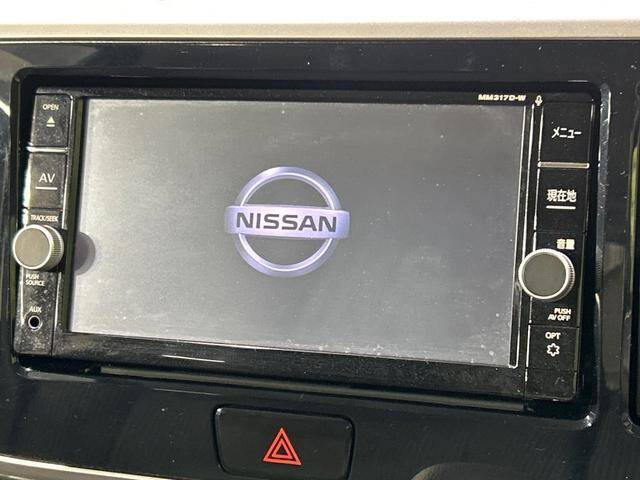 MM317D-W
OPEN
AV
TRACK/SEEK
PUSH
SOURCE
AUX
NISSAN
メニュー
現在地
音量
PUSH
AV OFF
OPT